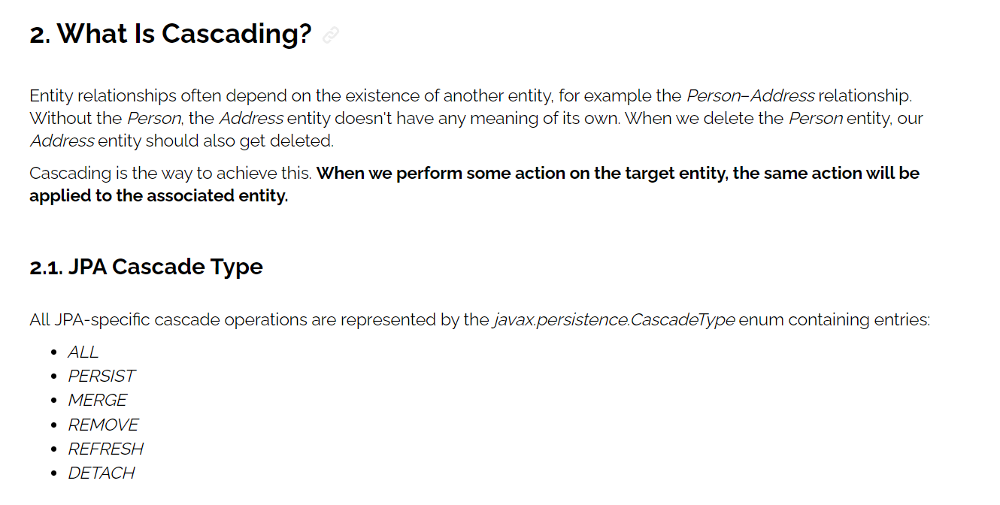 2. What Is Cascading?
Entity relationships often depend on the existence of another entity, for example the Person–Address relationship.
Without the Person, the Address entity doesn't have any meaning of its own. When we delete the Person entity, our
Address entity should also get deleted.
Cascading is the way to achieve this. When we perform some action on the target entity, the same action will be
applied to the associated entity.
2.1. JPA Cascade Type
All JPA-specific cascade operations are represented by the javax.persistence.CascadeType enum containing entries:
• ALL
• PERSIST
• MERGE
• REMOVE
• REFRESH
• DETACH